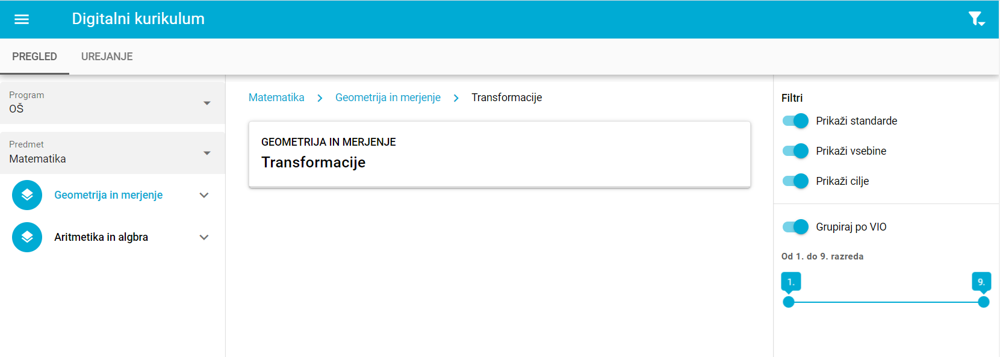 Digitalni kurikulum
PREGLED UREJANJE
Program
OŠ
Predmet
Matematika
Geometrija in merjenje
Aritmetika in algbra
Matematika Geometrija in merjenje Transformacije
GEOMETRIJA IN MERJENJE
Transformacije
Filtri
Prikaži standarde
Prikaži vsebine
Prikaži cilje
Grupiraj po VIO
Od 1. do 9. razreda
1. 9.